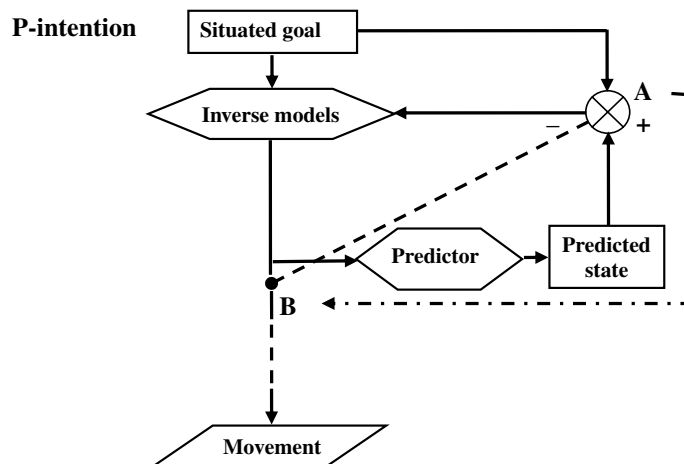 P-intention
Situated goal
A
Inverse models
–
+
Predictor
Predicted
state
B
Movement